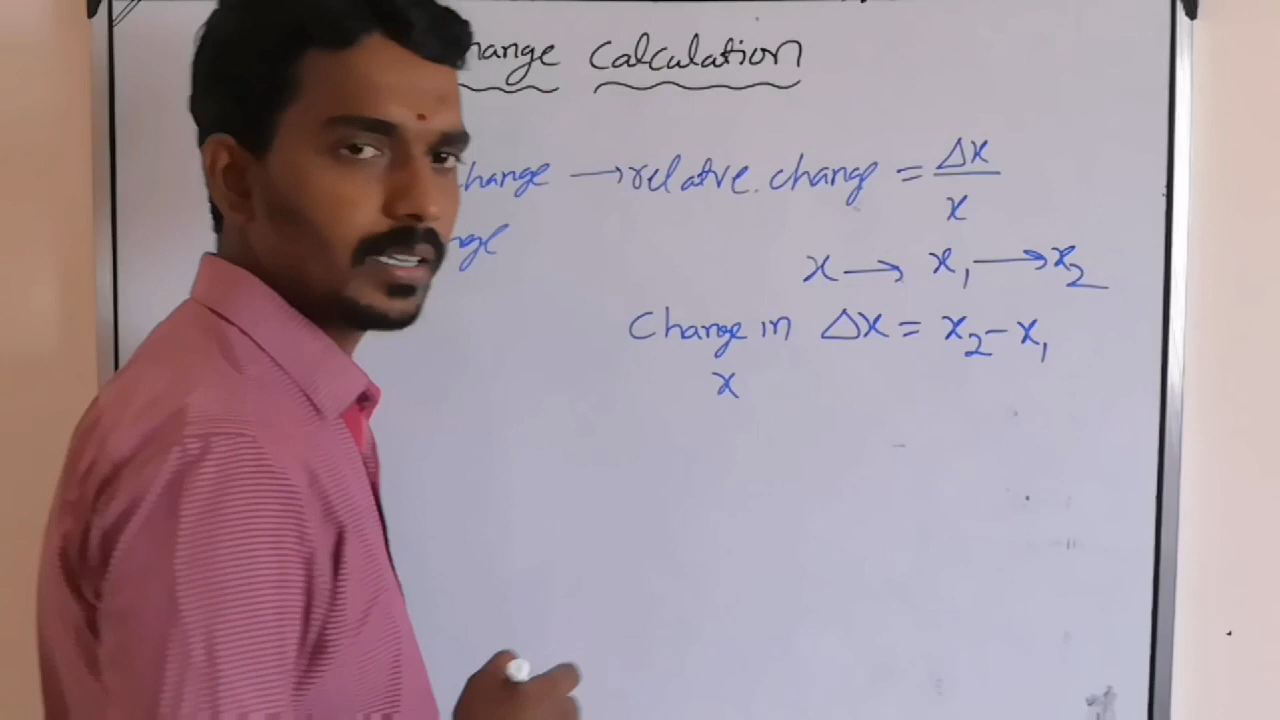 hange Calculation
hange → relative change = Δx/x
nge
x → x₁ → x₂
Change in Δx = x₂ - x₁
x